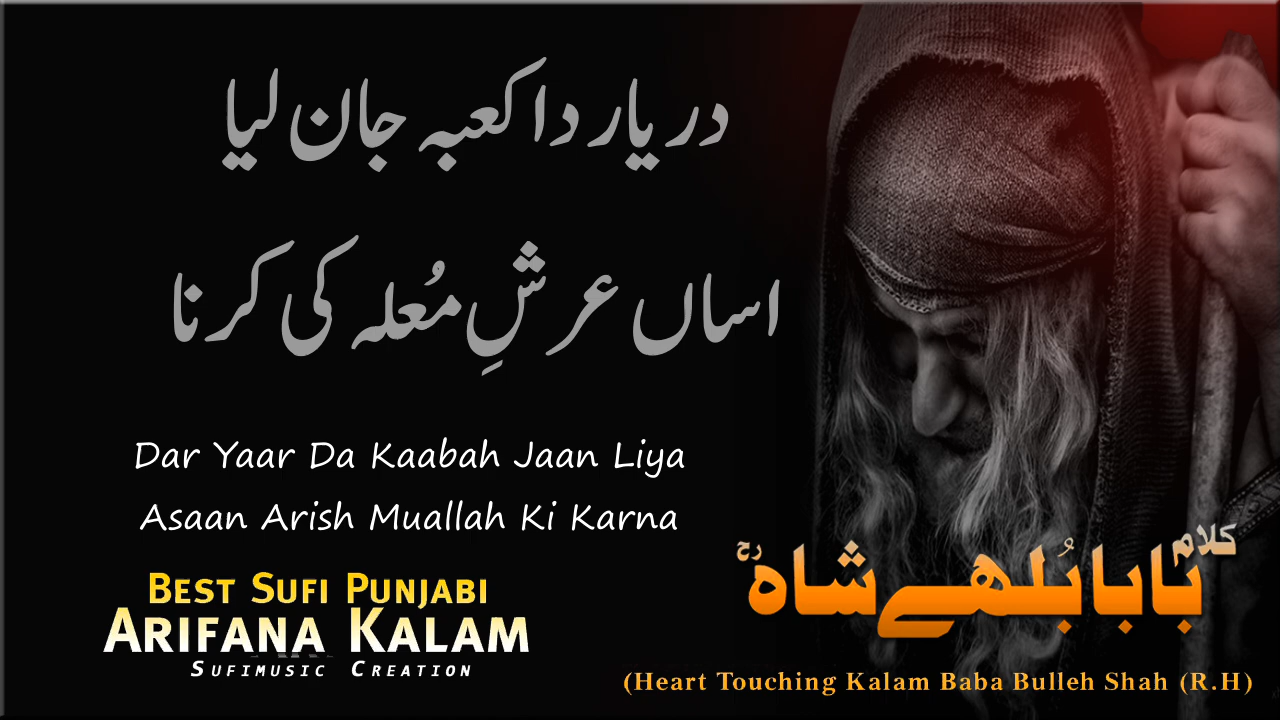 در یار دا کعبہ جان لیا
اساں عرشِ مُعلہ کی کرنا
Dar Yaar Da Kaabah Jaan Liya
Asaan Arish Muallah Ki Karna
Best Sufi Punjabi
Arifana Kalam
Sufimusic Creation
کلام
بابا بُلھے شاہ رح
(Heart Touching Kalam Baba Bulleh Shah (R.H)